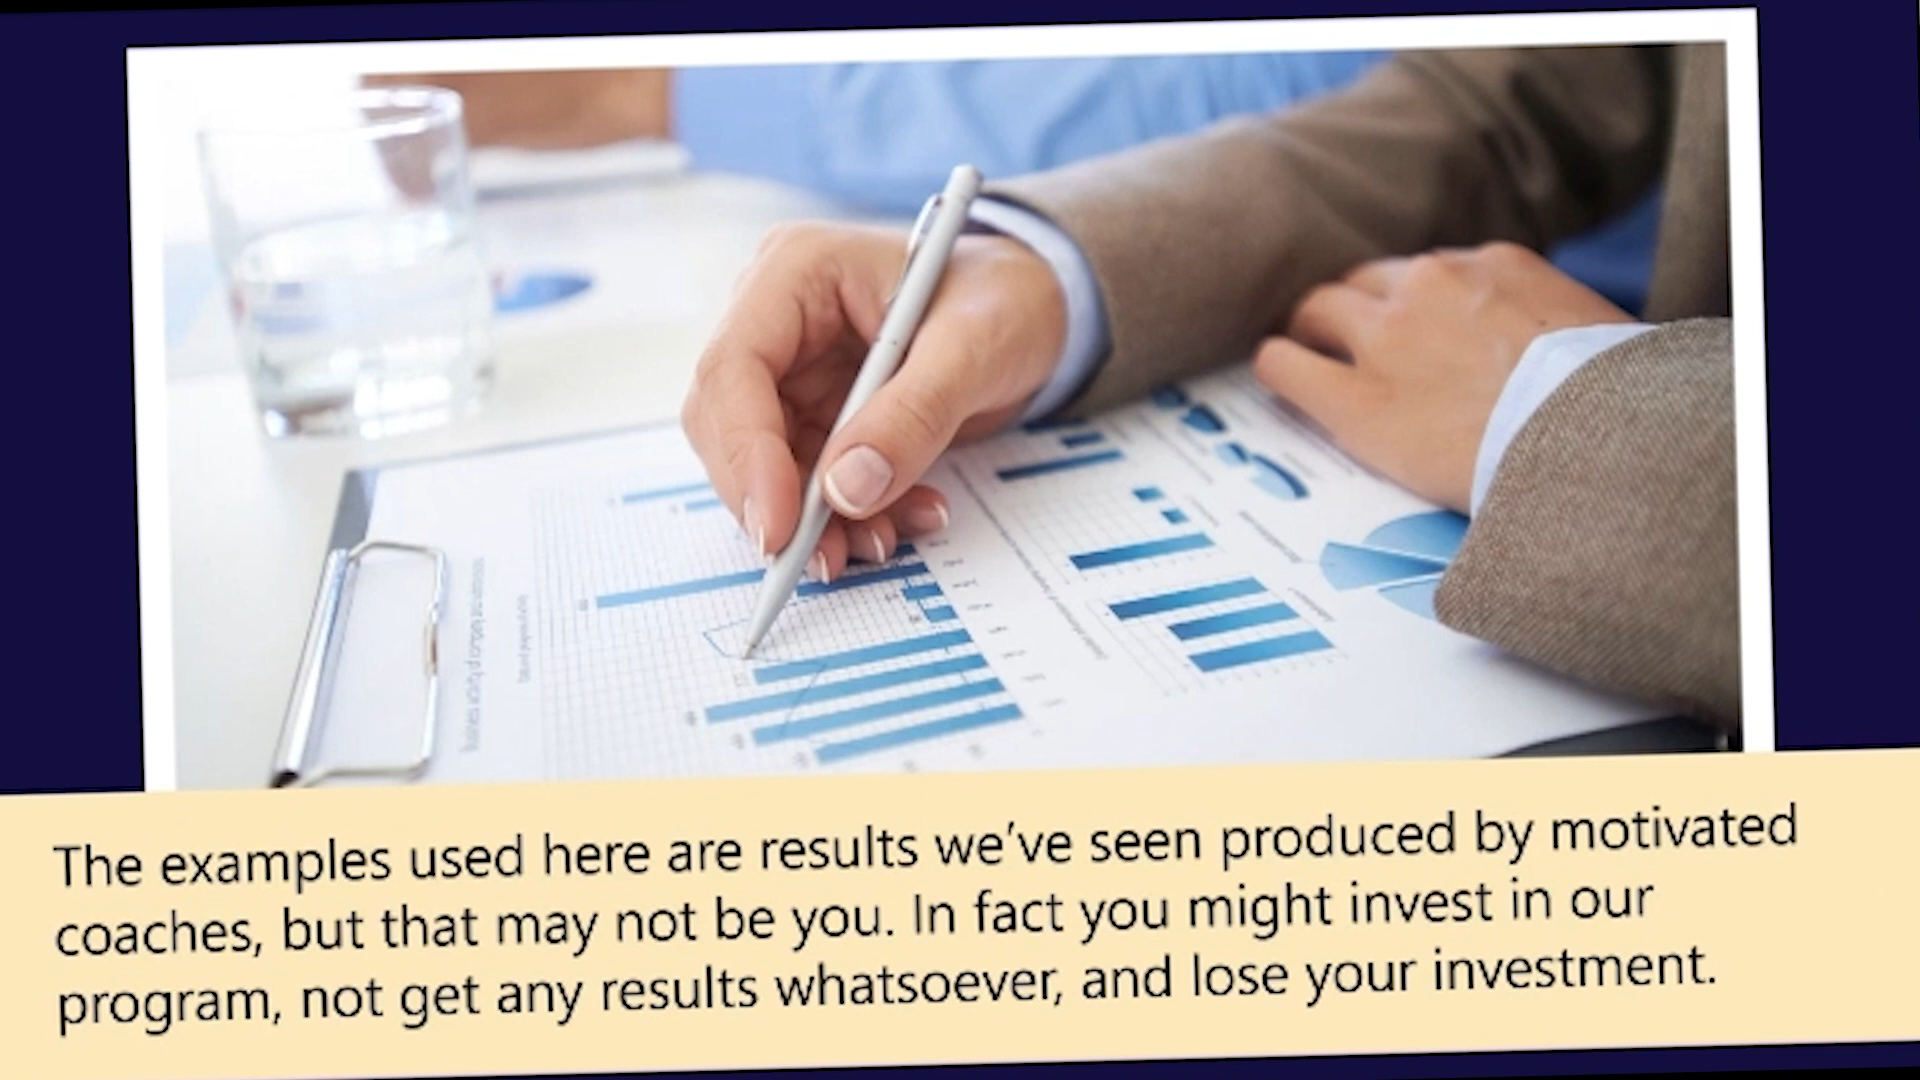 The examples used here are results we've seen produced by motivated
coaches, but that may not be you. In fact you might invest in our
program, not get any results whatsoever, and lose your investment.